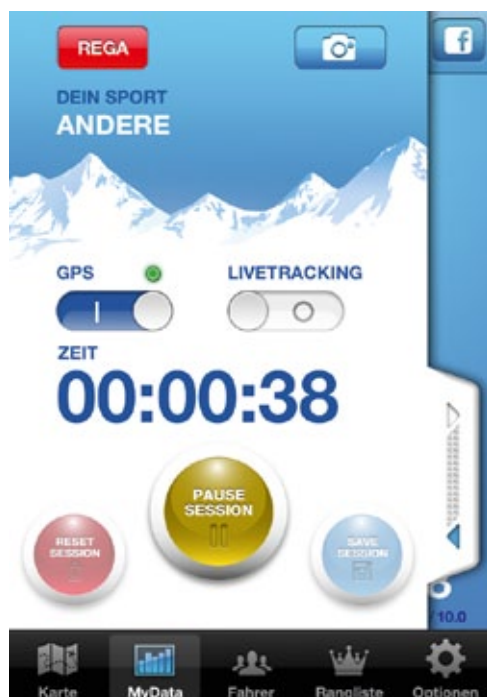 REGA
f
DEIN SPORT
ANDERE
GPS
LIVETRACKING
ZEIT
00:00:38
PAUSE
SESSION
RESET
SESSION
SAVE
SESSION
10.0
Karte
MyData
Fahrer
Rangliste
Optionen